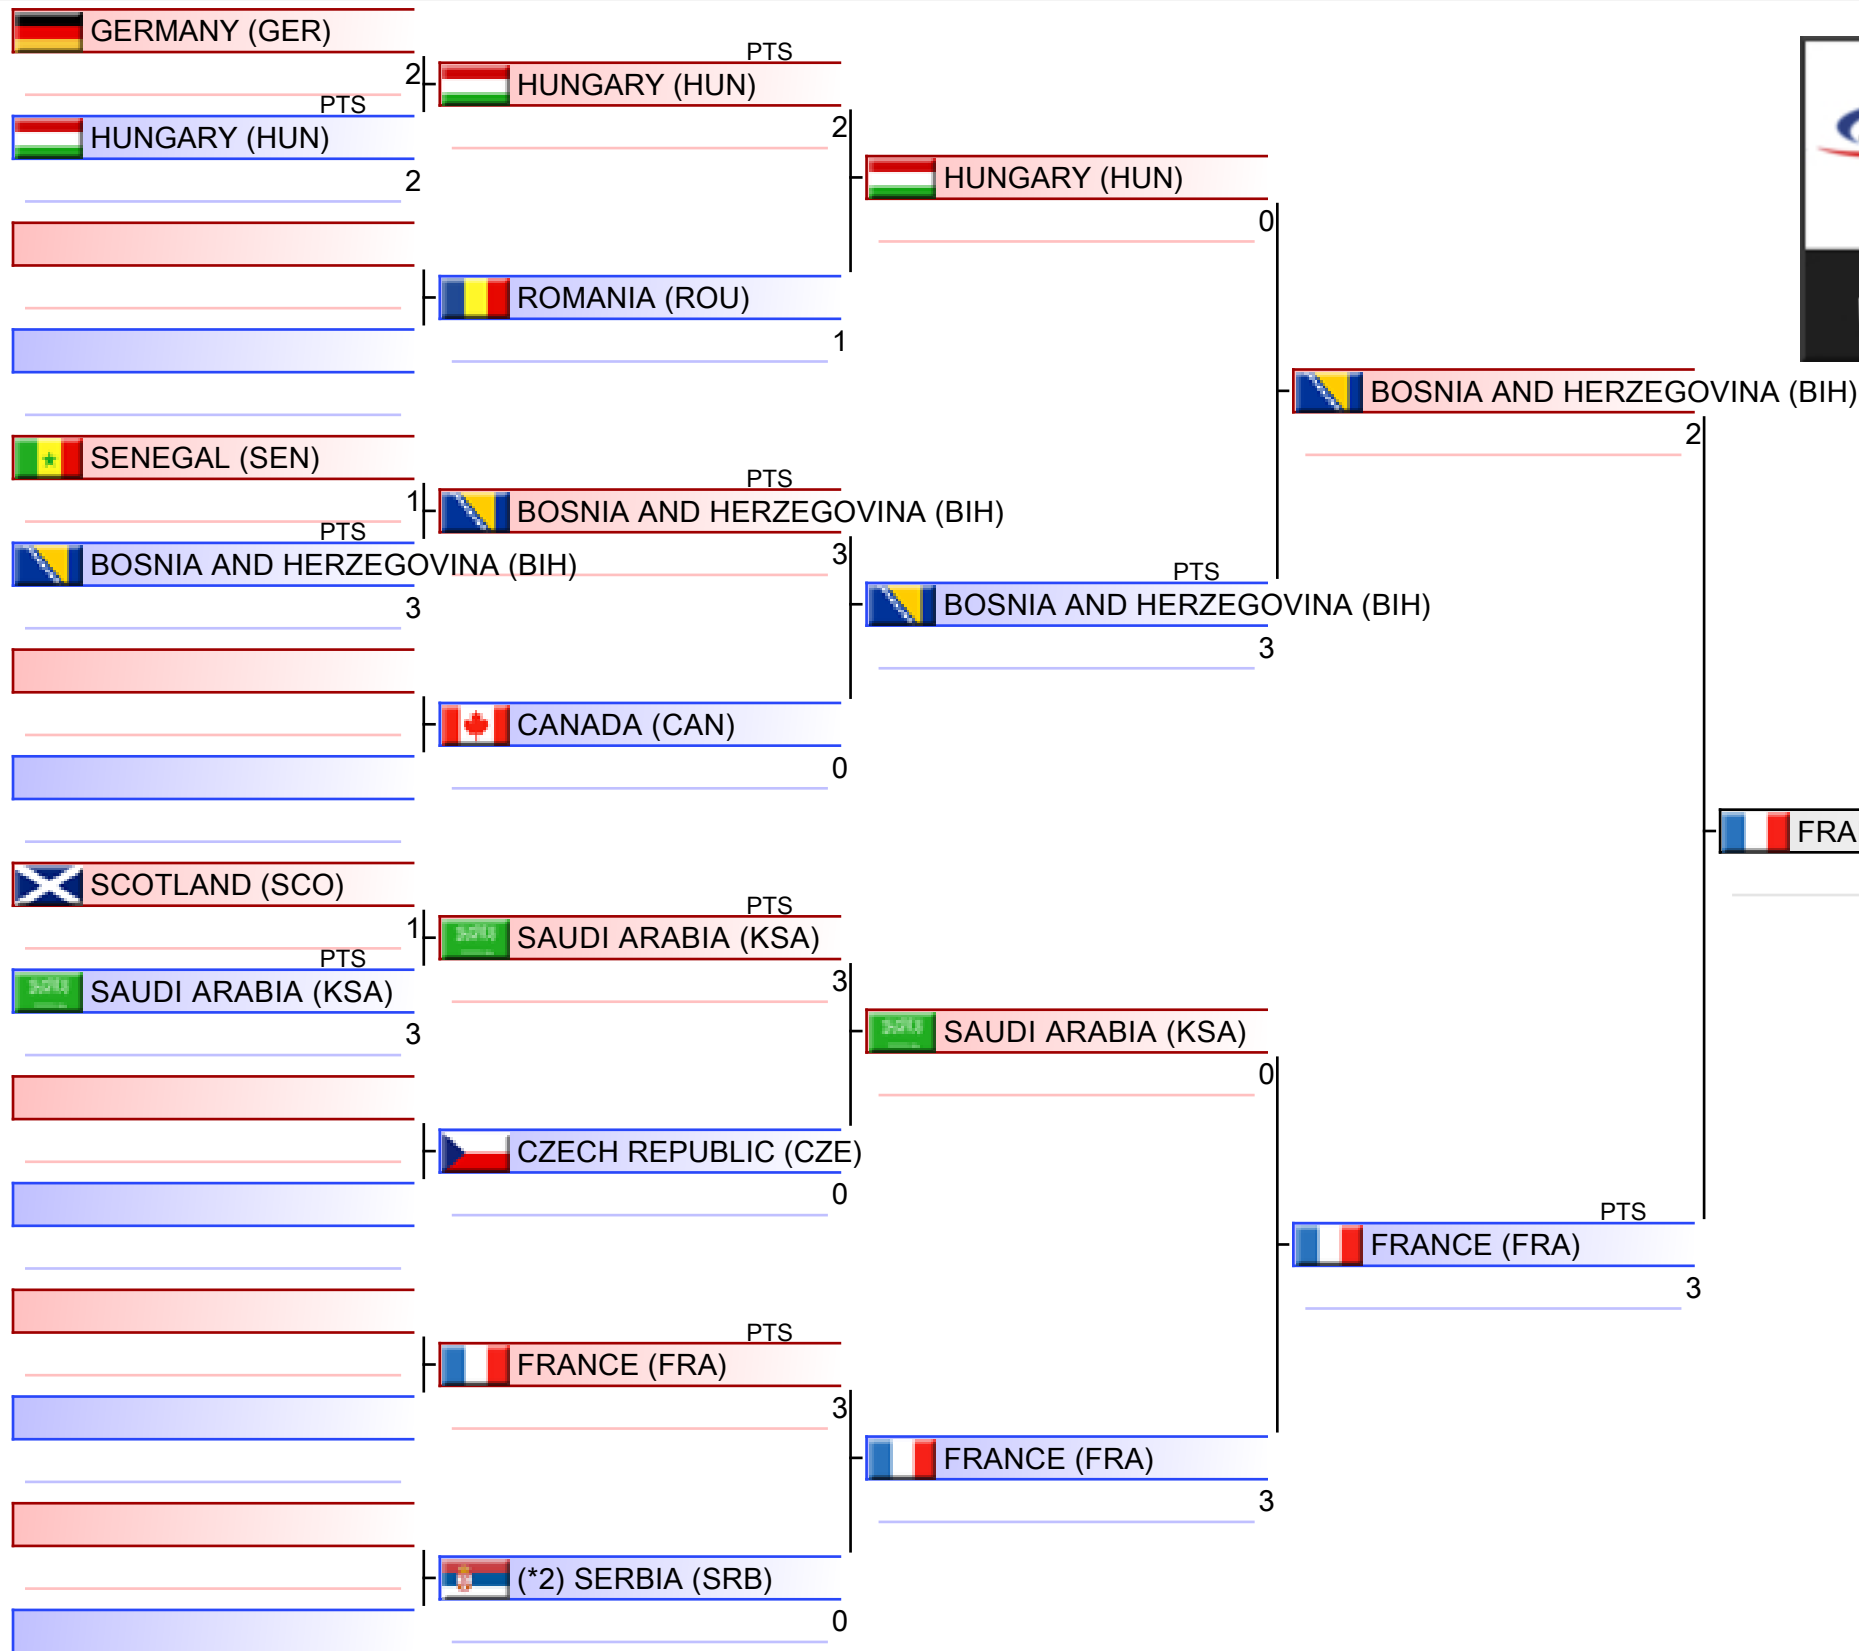 GERMANY (GER)
2
PTS
HUNGARY (HUN)
2
SENEGAL (SEN)
1
PTS
BOSNIA AND HERZEGOVINA (BIH)
3
SCOTLAND (SCO)
1
PTS
SAUDI ARABIA (KSA)
3
PTS
HUNGARY (HUN)
2
ROMANIA (ROU)
1
PTS
BOSNIA AND HERZEGOVINA (BIH)
3
CANADA (CAN)
0
PTS
SAUDI ARABIA (KSA)
3
CZECH REPUBLIC (CZE)
0
PTS
FRANCE (FRA)
3
(*2) SERBIA (SRB)
0
HUNGARY (HUN)
0
PTS
BOSNIA AND HERZEGOVINA (BIH)
3
SAUDI ARABIA (KSA)
0
FRANCE (FRA)
3
BOSNIA AND HERZEGOVINA (BIH)
2
PTS
FRANCE (FRA)
3
FRA